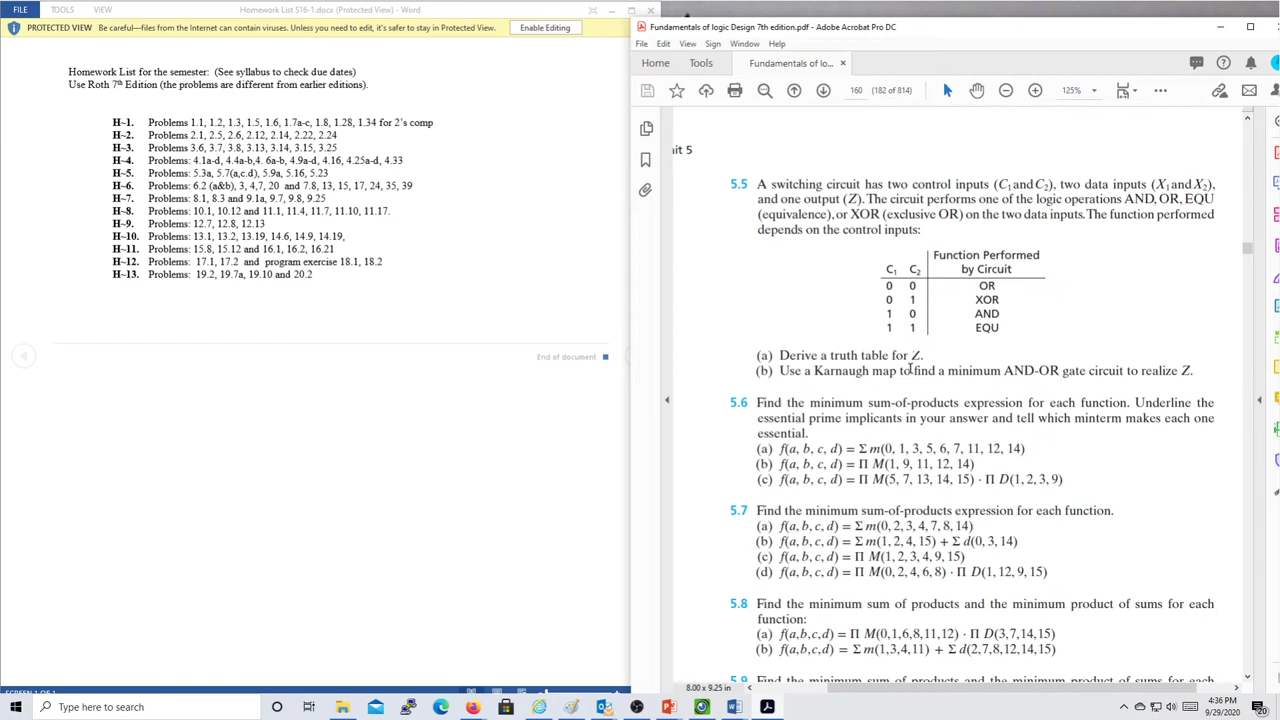 FILE TOOLS VIEW Homework List S16-1.docx (Protected View) - Word
PROTECTED VIEW Be careful—files from the Internet can contain viruses. Unless you need to edit, it's safer to stay in Protected View. Enable Editing
Homework List for the semester: (See syllabus to check due dates)
Use Roth 7th Edition (the problems are different from earlier editions).
H~1. Problems 1.1, 1.2, 1.3, 1.5, 1.6, 1.7a-c, 1.8, 1.28, 1.34 for 2's comp
H~2. Problems: 2.1, 2.5, 2.6, 2.12, 2.14, 2.22, 2.24
H~3. Problems 3.6, 3.7, 3.8, 3.13, 3.14, 3.15, 3.25
H~4. Problems: 4.1a-d, 4.4a-b,4. 6a-b, 4.9a-d, 4.16, 4.25a-d, 4.33
H~5. Problems: 5.3a, 5.7(a,c.d), 5.9a, 5.16, 5.23
H~6. Problems: 6.2 (a&b), 3, 4,7, 20 and 7.8, 13, 15, 17, 24, 35, 39
H~7. Problems: 8.1, 8.3 and 9.1a, 9.7, 9.8, 9.25
H~8. Problems: 10.1, 10.12 and 11.1, 11.4, 11.7, 11.10, 11.17.
H~9. Problems: 12.7, 12.8, 12.13
H~10. Problems: 13.1, 13.2, 13.19, 14.6, 14.9, 14.19,
H~11. Problems: 15.8, 15.12 and 16.1, 16.2, 16.21
H~12. Problems: 17.1, 17.2 and program exercise 18.1, 18.2
H~13. Problems: 19.2, 19.7a, 19.10 and 20.2
End of document
SCREEN 1 OF 1
Fundamentals of logic Design 7th edition.pdf - Adobe Acrobat Pro DC
File Edit View Sign Window Help
Home Tools Fundamentals of lo... ×
160 (182 of 814) 125%
it 5
5.5 A switching circuit has two control inputs (C₁ and C₂), two data inputs (X₁ and X₂),
and one output (Z). The circuit performs one of the logic operations AND, OR, EQU
(equivalence), or XOR (exclusive OR) on the two data inputs. The function performed
depends on the control inputs:
Function Performed
C₁ C₂ by Circuit
0 0 OR
0 1 XOR
1 0 AND
1 1 EQU
(a) Derive a truth table for Z.
(b) Use a Karnaugh map to find a minimum AND-OR gate circuit to realize Z.
5.6 Find the minimum sum-of-products expression for each function. Underline the
essential prime implicants in your answer and tell which minterm makes each one
essential.
(a) f(a, b, c, d) = Σ m(0, 1, 3, 5, 6, 7, 11, 12, 14)
(b) f(a, b, c, d) = Π M(1, 9, 11, 12, 14)
(c) f(a, b, c, d) = Π M(5, 7, 13, 14, 15) · Π D(1, 2, 3, 9)
5.7 Find the minimum sum-of-products expression for each function.
(a) f(a, b, c, d) = Σ m(0, 2, 3, 4, 7, 8, 14)
(b) f(a, b, c, d) = Σ m(1, 2, 4, 15) + Σ d(0, 3, 14)
(c) f(a, b, c, d) = Π M(1, 2, 3, 4, 9, 15)
(d) f(a, b, c, d) = Π M(0, 2, 4, 6, 8) · Π D(1, 12, 9, 15)
5.8 Find the minimum sum of products and the minimum product of sums for each
function:
(a) f(a,b,c,d) = Π M(0,1,6,8,11,12) · Π D(3,7,14,15)
(b) f(a,b,c,d) = Σ m(1,3,4,11) + Σ d(2,7,8,12,14,15)
8.00 x 9.25 in
Type here to search
4:36 PM
9/29/2020
20